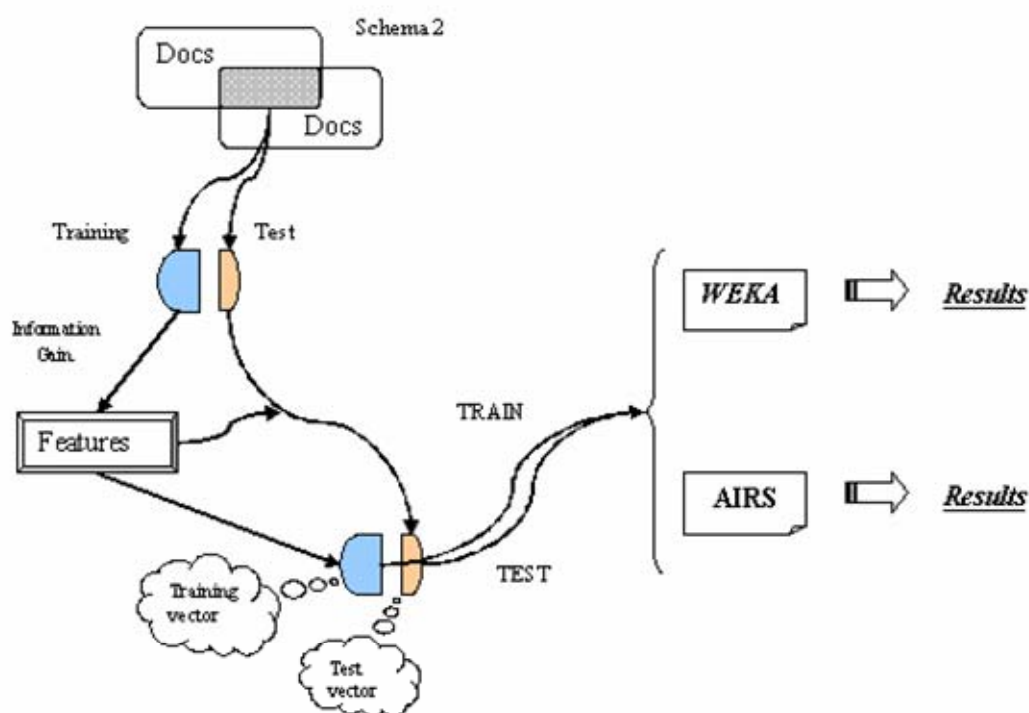 Schema 2
Docs
Docs
Training
Test
Information
Gain.
Features
TRAIN
TEST
Training
vector
Test
vector
WEKA
Results
AIRS
Results